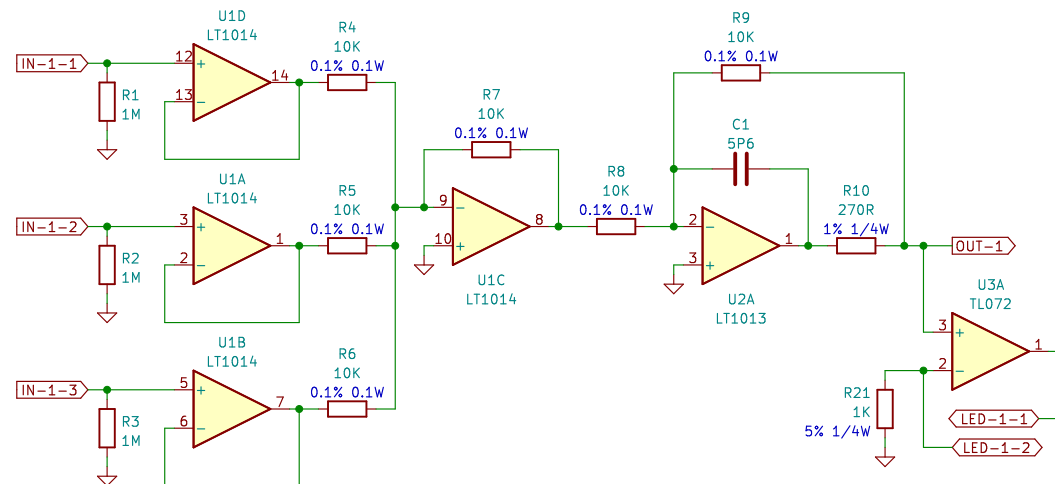 U1D
LT1014
IN-1-1
12
+
14
13
−
R1
1M
R4
10K
0.1% 0.1W
U1A
LT1014
IN-1-2
3
+
1
2
−
R2
1M
R5
10K
0.1% 0.1W
U1B
LT1014
IN-1-3
5
+
7
6
−
R3
1M
R6
10K
0.1% 0.1W
R7
10K
0.1% 0.1W
9
−
8
10
+
U1C
LT1014
R8
10K
0.1% 0.1W
R9
10K
0.1% 0.1W
C1
5P6
2
−
1
3
+
U2A
LT1013
R10
270R
1% 1/4W
OUT-1
U3A
TL072
3
+
1
2
−
R21
1K
5% 1/4W
LED-1-1
LED-1-2